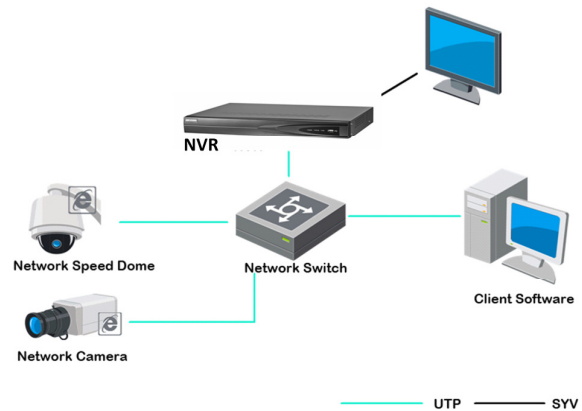 NVR
Network Speed Dome
Network Switch
Client Software
Network Camera
UTP
SYV